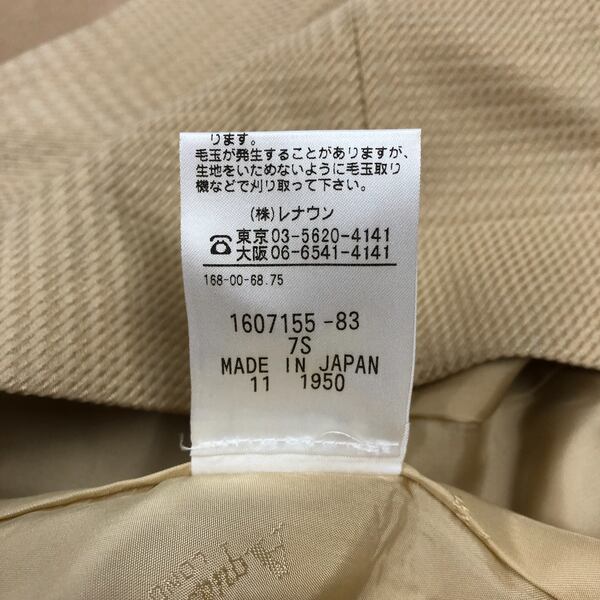 ります。
毛玉が発生することがありますが、
生地をいためないように毛玉取り
機などで刈り取って下さい。
(株)レナウン
☎東京03-5620-4141
大阪06-6541-4141
168-00-68.75
1607155-83
7S
MADE IN JAPAN
11 1950